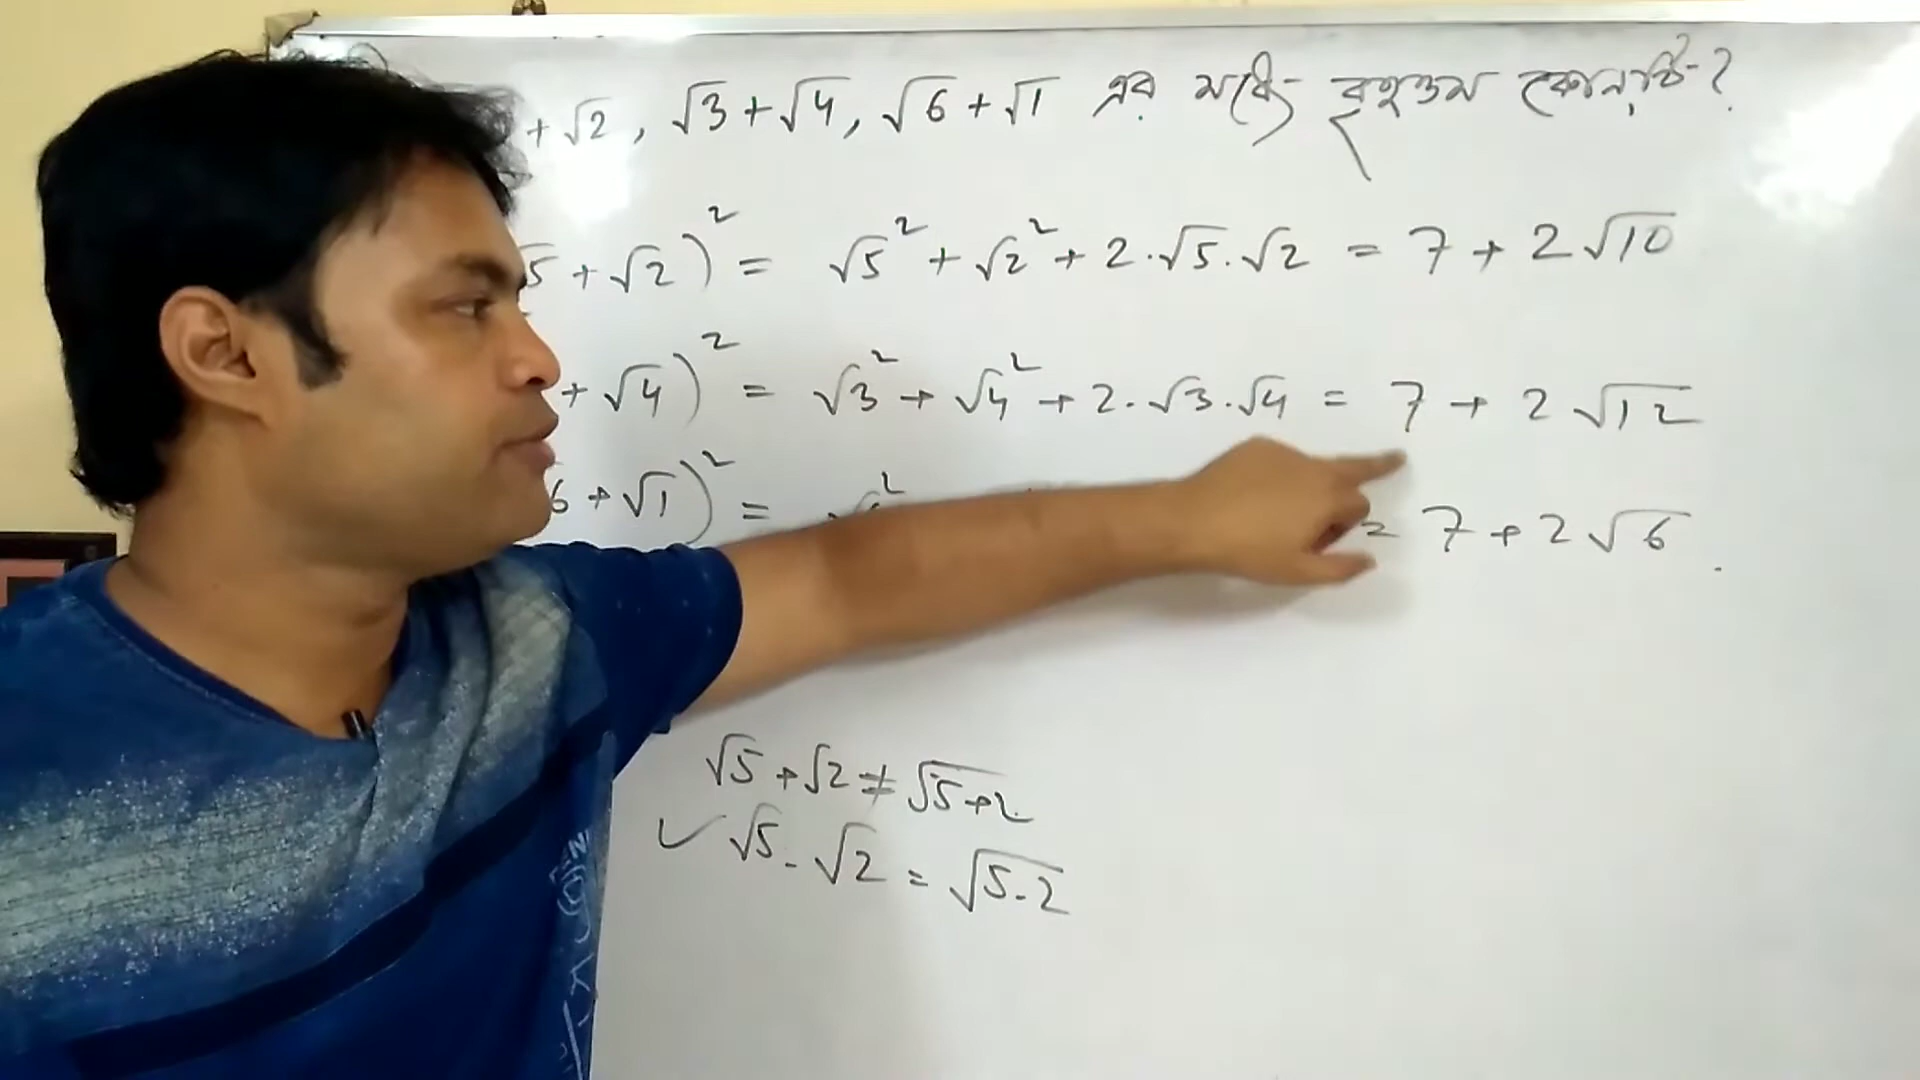 + √2, √3 + √4, √6 + √1 এর মধ্যে বৃহত্তম কোনটি?
5 + √2)² = √5² + √2² + 2·√5·√2 = 7 + 2√10
+ √4)² = √3² + √4² + 2·√3·√4 = 7 + 2√12
6 + √1)² = = 7 + 2√6
√5 + √2 ≠ √5+2
✓ √5 - √2 = √5-2